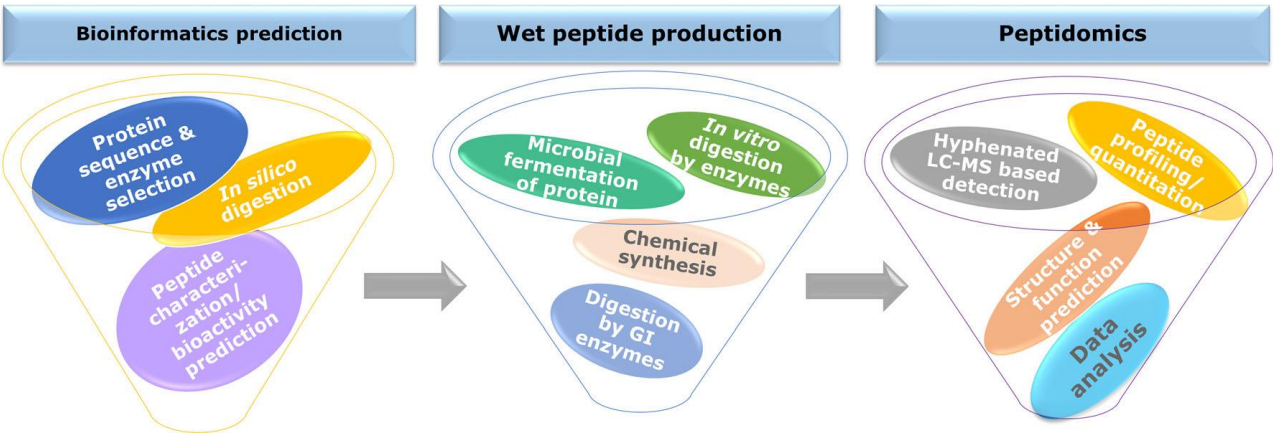 Bioinformatics prediction
Protein
sequence &
enzyme
selection
In silico
digestion
Peptide
characteri-
zation/
bioactivity
prediction
Wet peptide production
Microbial
fermentation
of protein
In vitro
digestion
by enzymes
Chemical
synthesis
Digestion
by GI
enzymes
Peptidomics
Hyphenated
LC-MS based
detection
Peptide
profiling/
quantitation
Structure &
function
prediction
Data
analysis